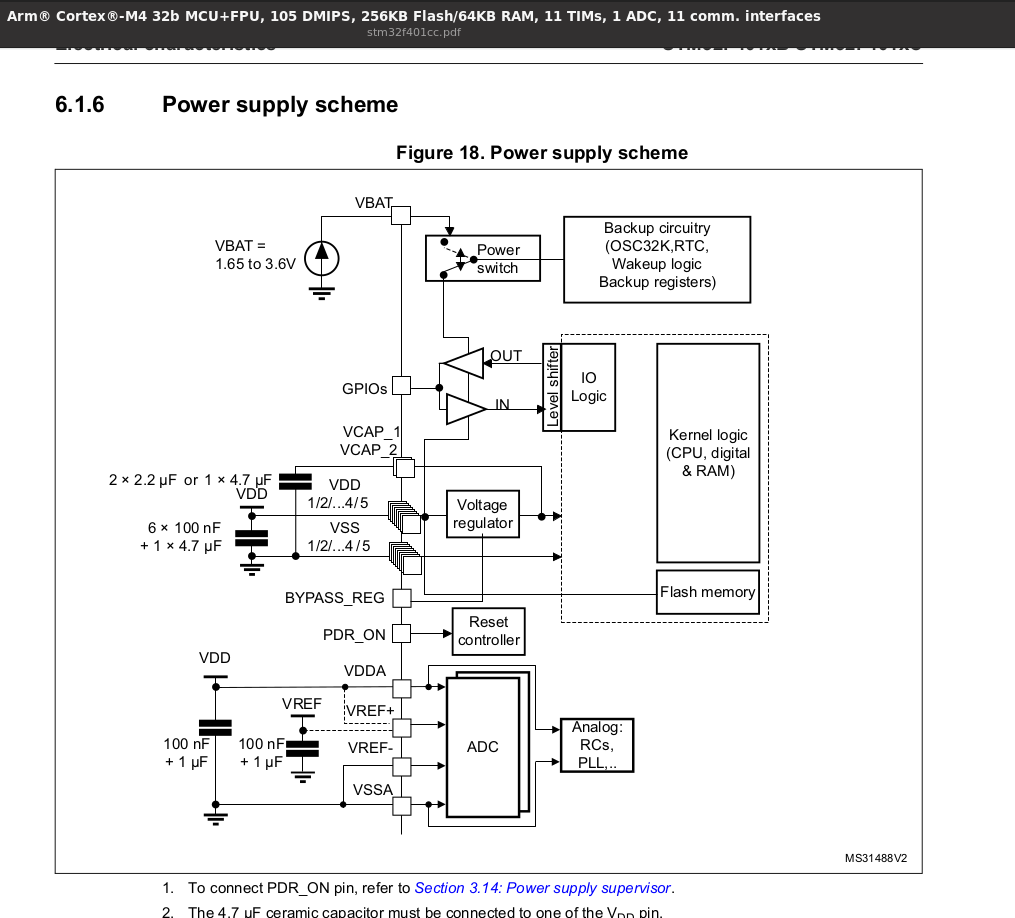 Arm® Cortex®-M4 32b MCU+FPU, 105 DMIPS, 256KB Flash/64KB RAM, 11 TIMs, 1 ADC, 11 comm. interfaces
stm32f401cc.pdf
Electrical characteristics
6.1.6 Power supply scheme
Figure 18. Power supply scheme
VBAT
VBAT =
1.65 to 3.6V
Power
switch
Backup circuitry
(OSC32K,RTC,
Wakeup logic
Backup registers)
GPIOs
OUT
IN
Level shifter
IO
Logic
Kernel logic
(CPU, digital
& RAM)
VCAP_1
VCAP_2
2 × 2.2 µF or 1 × 4.7 µF
VDD
VDD
1/2/...4/5
6 × 100 nF
+ 1 × 4.7 µF
VSS
1/2/...4/5
Voltage
regulator
Flash memory
BYPASS_REG
PDR_ON
Reset
controller
VDD
VDDA
VREF
VREF+
100 nF
+ 1 µF
100 nF
+ 1 µF
VREF-
VSSA
ADC
Analog:
RCs,
PLL,..
MS31488V2
1. To connect PDR_ON pin, refer to Section 3.14: Power supply supervisor.
2. The 4.7 µF ceramic capacitor must be connected to one of the VDD pin.